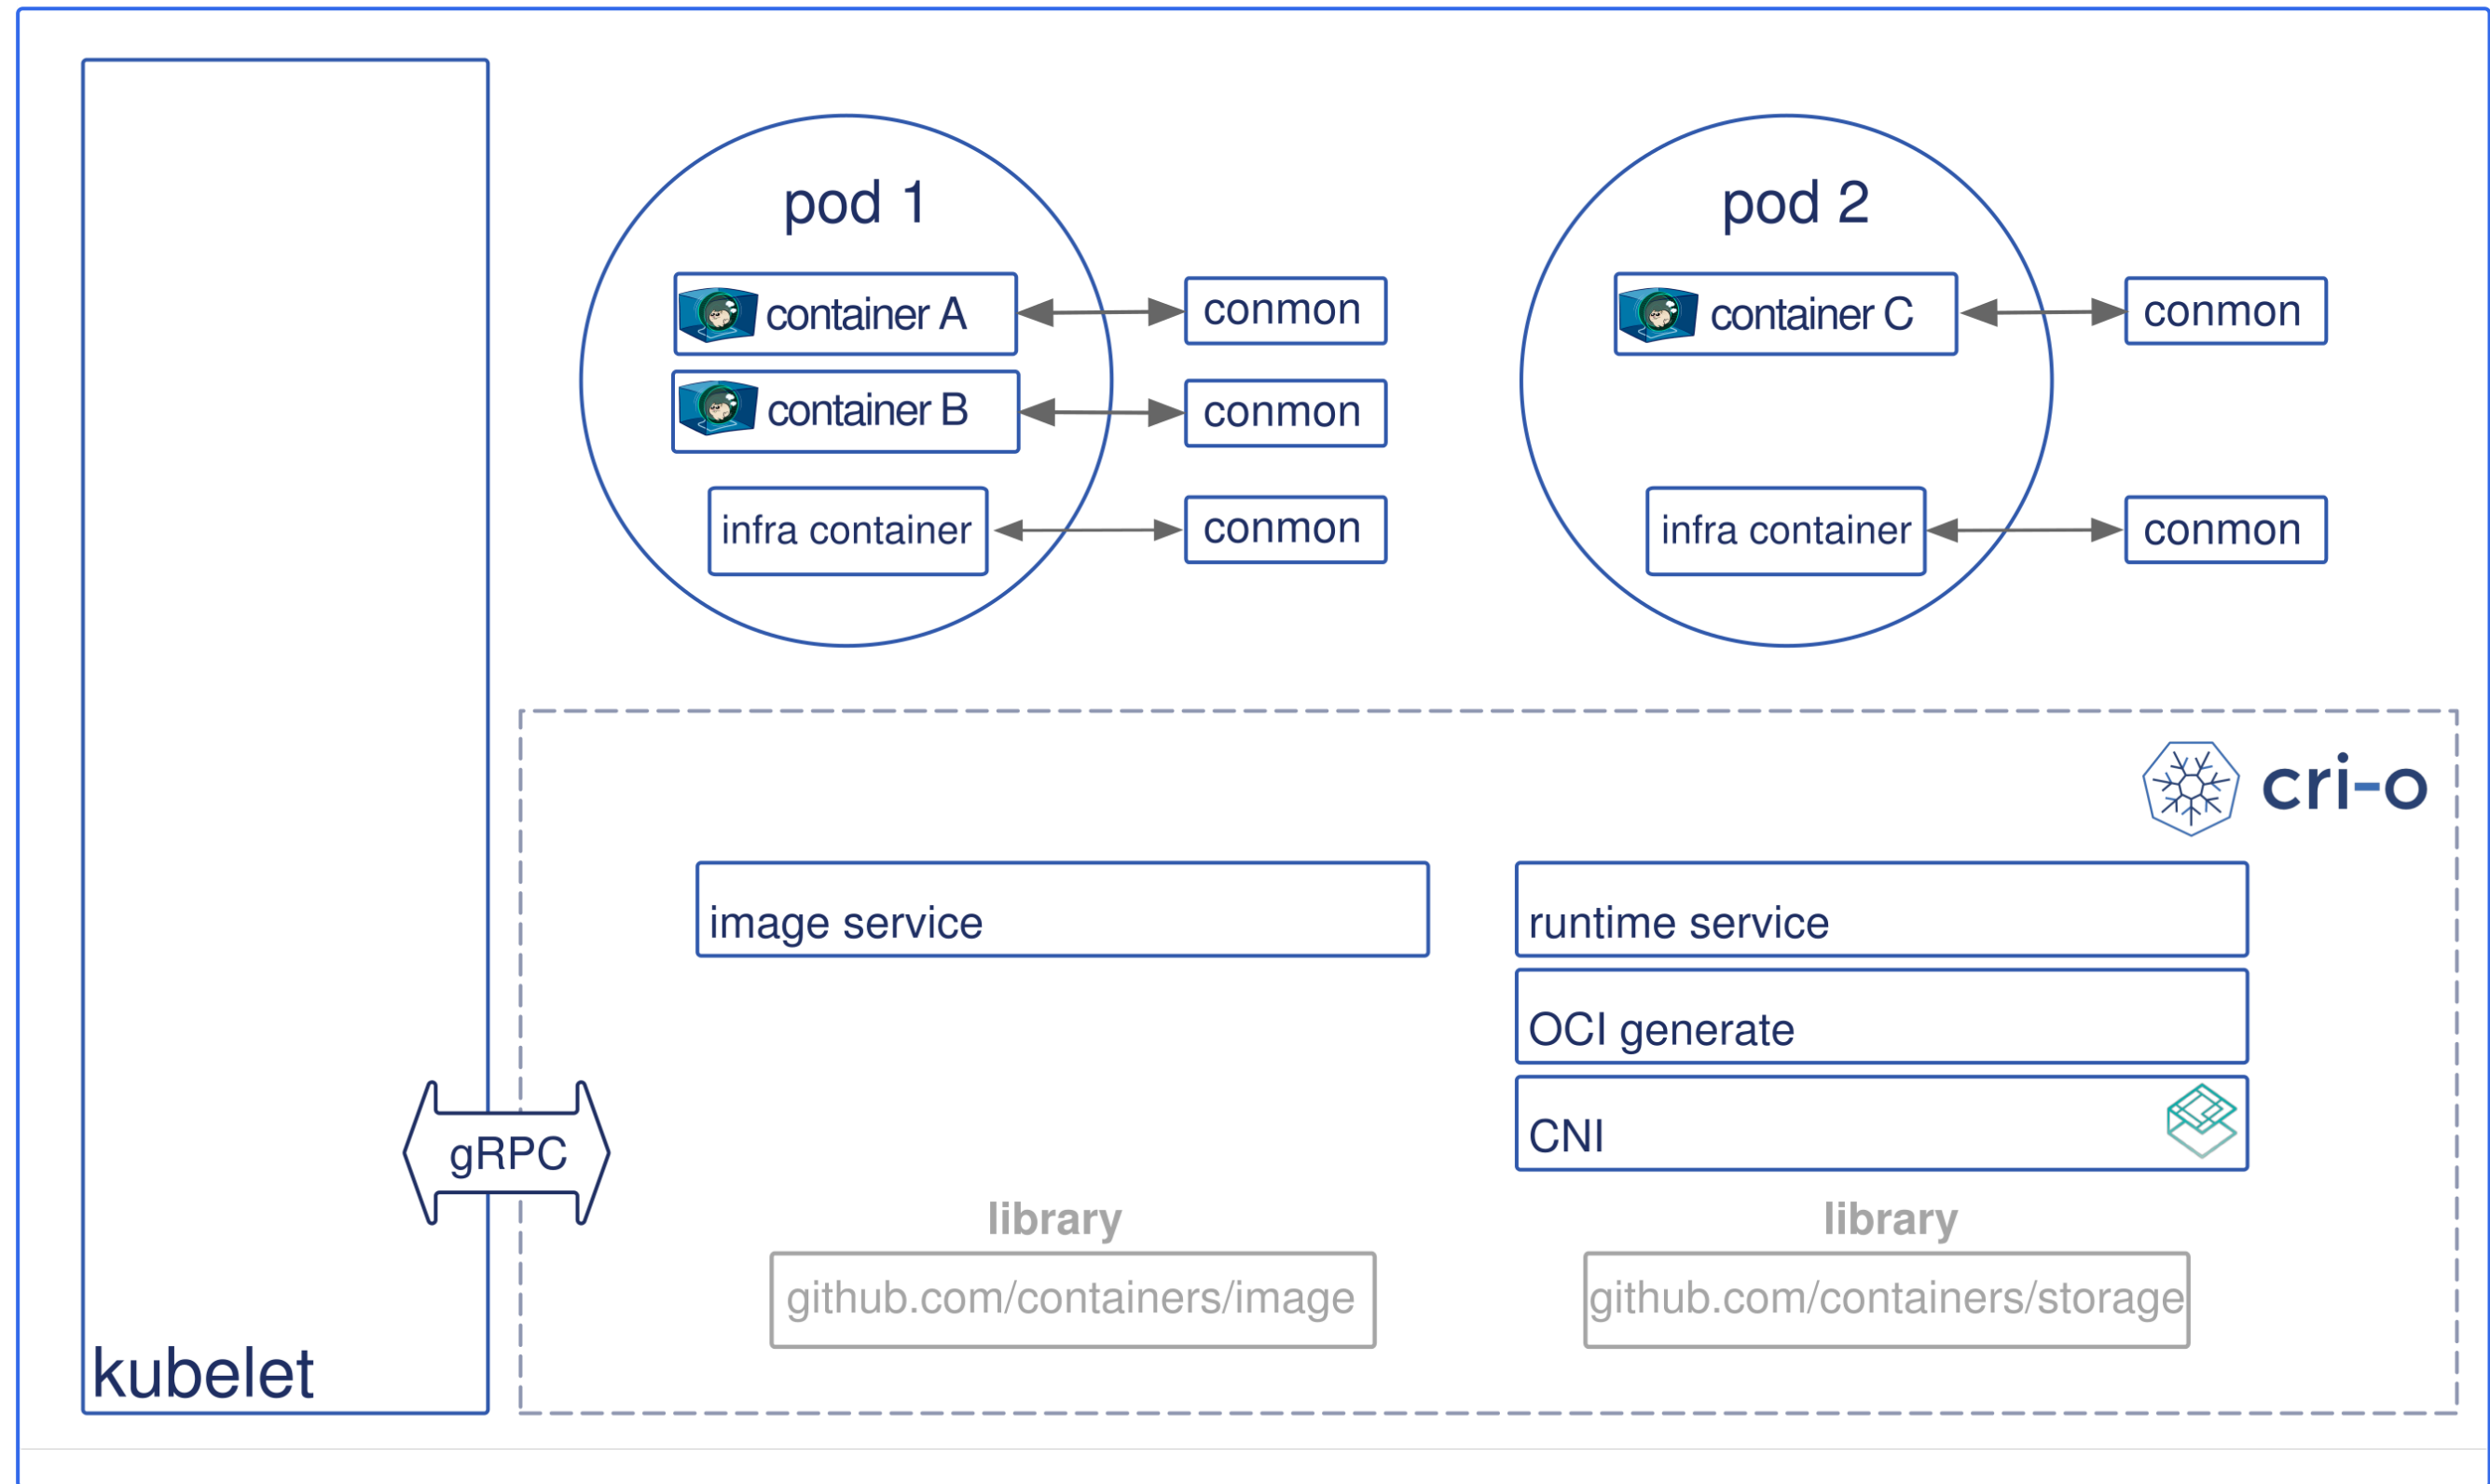 pod 1
container A
conmon
container B
conmon
infra container
conmon
pod 2
container C
conmon
infra container
conmon
cri-o
image service
runtime service
OCI generate
CNI
gRPC
library
github.com/containers/image
library
github.com/containers/storage
kubelet